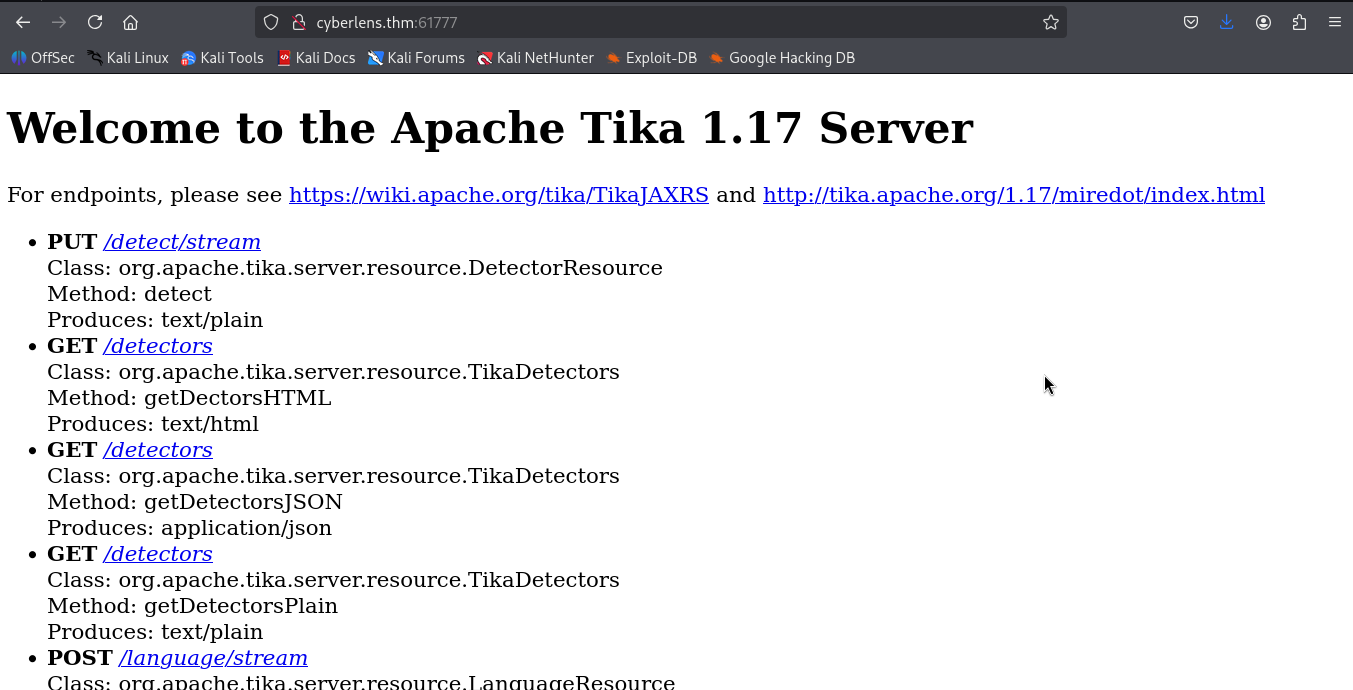 cyberlens.thm:61777
OffSec Kali Linux Kali Tools Kali Docs Kali Forums Kali NetHunter Exploit-DB Google Hacking DB
Welcome to the Apache Tika 1.17 Server
For endpoints, please see https://wiki.apache.org/tika/TikaJAXRS and http://tika.apache.org/1.17/miredot/index.html
• PUT /detect/stream
Class: org.apache.tika.server.resource.DetectorResource
Method: detect
Produces: text/plain
• GET /detectors
Class: org.apache.tika.server.resource.TikaDetectors
Method: getDectorsHTML
Produces: text/html
• GET /detectors
Class: org.apache.tika.server.resource.TikaDetectors
Method: getDetectorsJSON
Produces: application/json
• GET /detectors
Class: org.apache.tika.server.resource.TikaDetectors
Method: getDetectorsPlain
Produces: text/plain
• POST /language/stream
Class: org.apache.tika.server.resource.LanguageResource